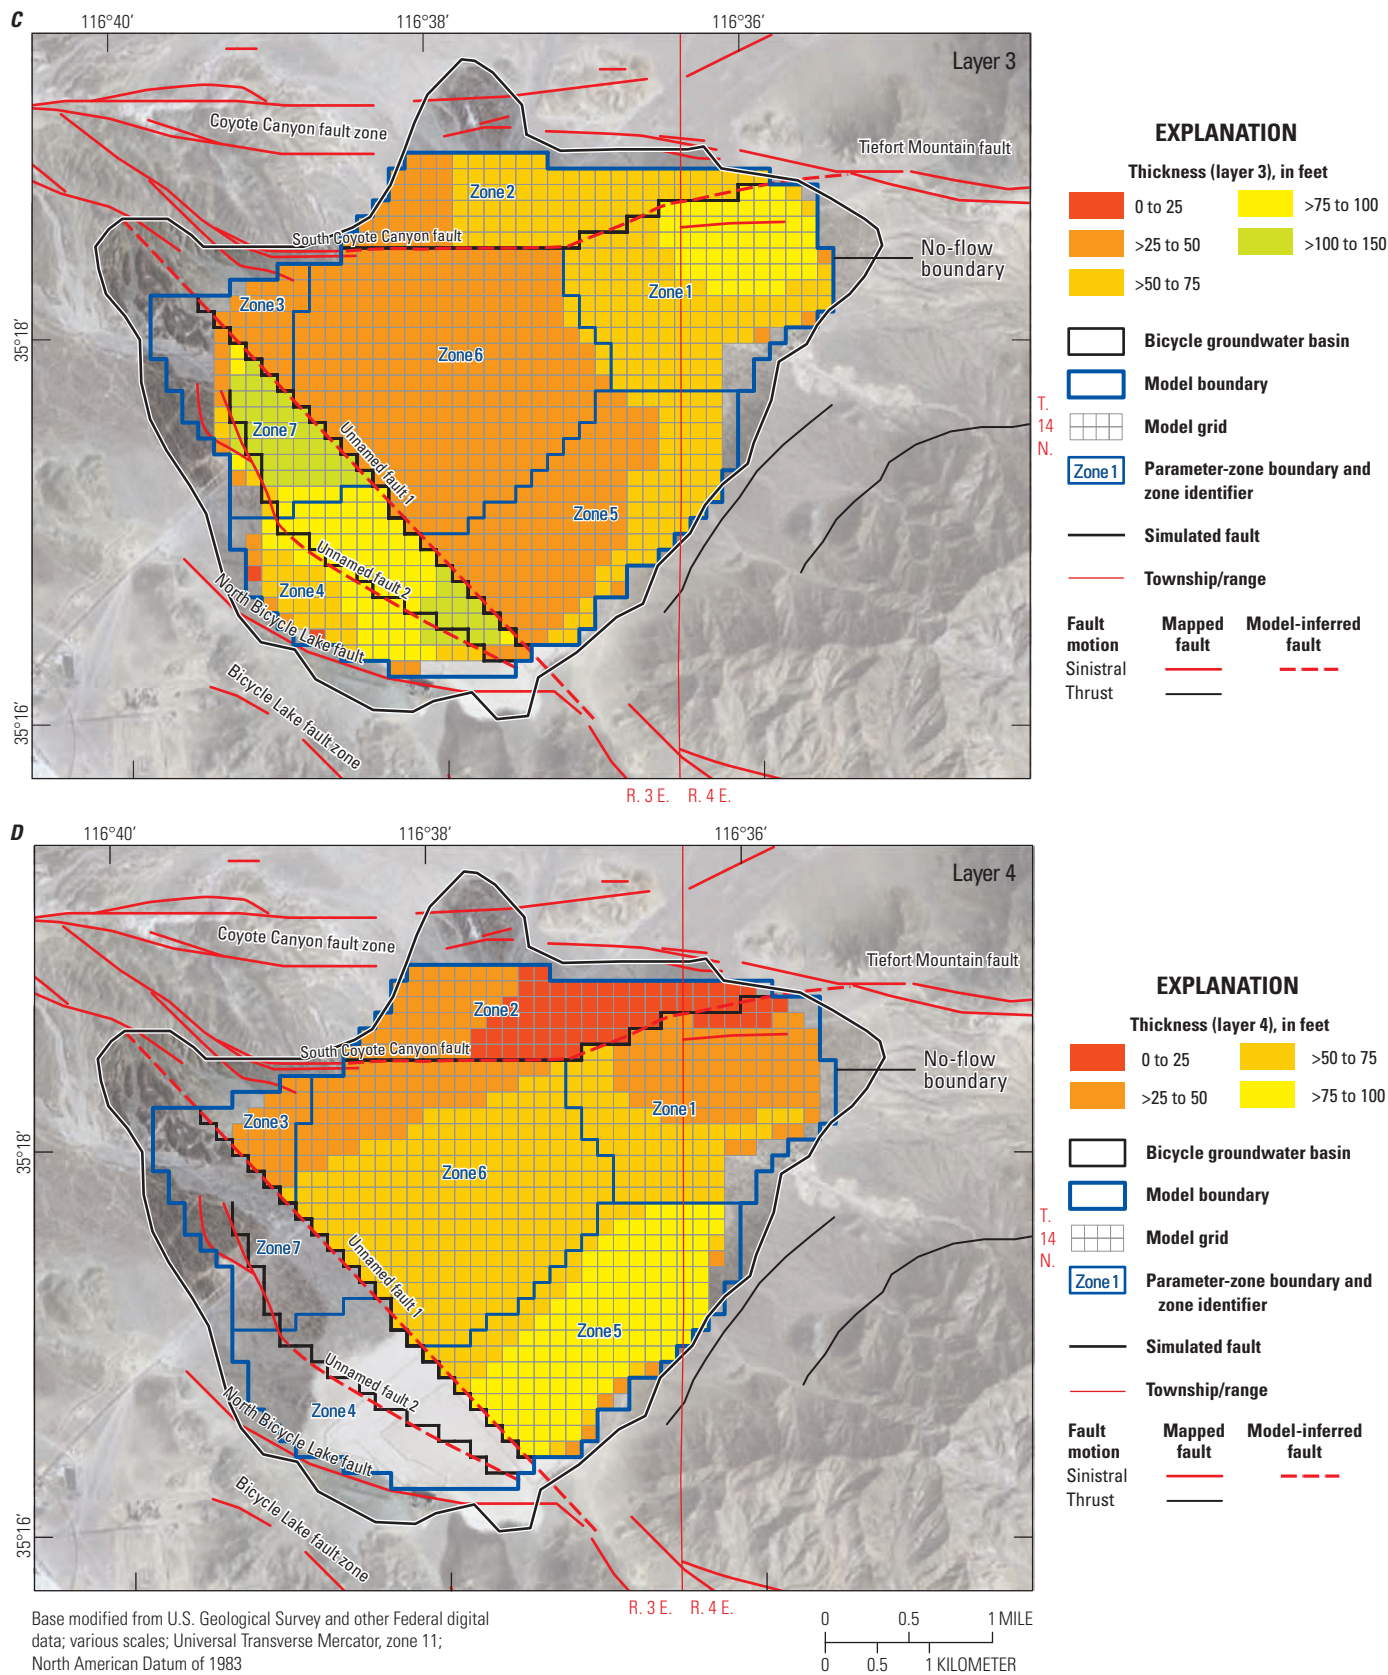 C
116°40′
116°38′
116°36′
Layer 3
Coyote Canyon fault zone
Tiefort Mountain fault
Zone 2
South Coyote Canyon fault
No-flow
boundary
Zone 3
Zone 1
35°18′
Zone 6
Zone 7
Unnamed fault 1
T.
14
N.
Zone 5
Unnamed fault 2
Zone 4
North Bicycle Lake fault
Bicycle Lake fault zone
35°16′
R. 3 E.
R. 4 E.
EXPLANATION
Thickness (layer 3), in feet
0 to 25
>75 to 100
>25 to 50
>100 to 150
>50 to 75
Bicycle groundwater basin
Model boundary
Model grid
Zone 1
Parameter-zone boundary and
zone identifier
Simulated fault
Township/range
Fault
motion
Mapped
fault
Model-inferred
fault
Sinistral
Thrust
D
116°40′
116°38′
116°36′
Layer 4
Coyote Canyon fault zone
Tiefort Mountain fault
Zone 2
South Coyote Canyon fault
No-flow
boundary
Zone 3
Zone 1
35°18′
Zone 6
Zone 7
Unnamed fault 1
T.
14
N.
Zone 5
Unnamed fault 2
Zone 4
North Bicycle Lake fault
Bicycle Lake fault zone
35°16′
R. 3 E.
R. 4 E.
EXPLANATION
Thickness (layer 4), in feet
0 to 25
>50 to 75
>25 to 50
>75 to 100
Bicycle groundwater basin
Model boundary
Model grid
Zone 1
Parameter-zone boundary and
zone identifier
Simulated fault
Township/range
Fault
motion
Mapped
fault
Model-inferred
fault
Sinistral
Thrust
Base modified from U.S. Geological Survey and other Federal digital
data; various scales; Universal Transverse Mercator, zone 11;
North American Datum of 1983
0 0.5 1 MILE
0 0.5 1 KILOMETER